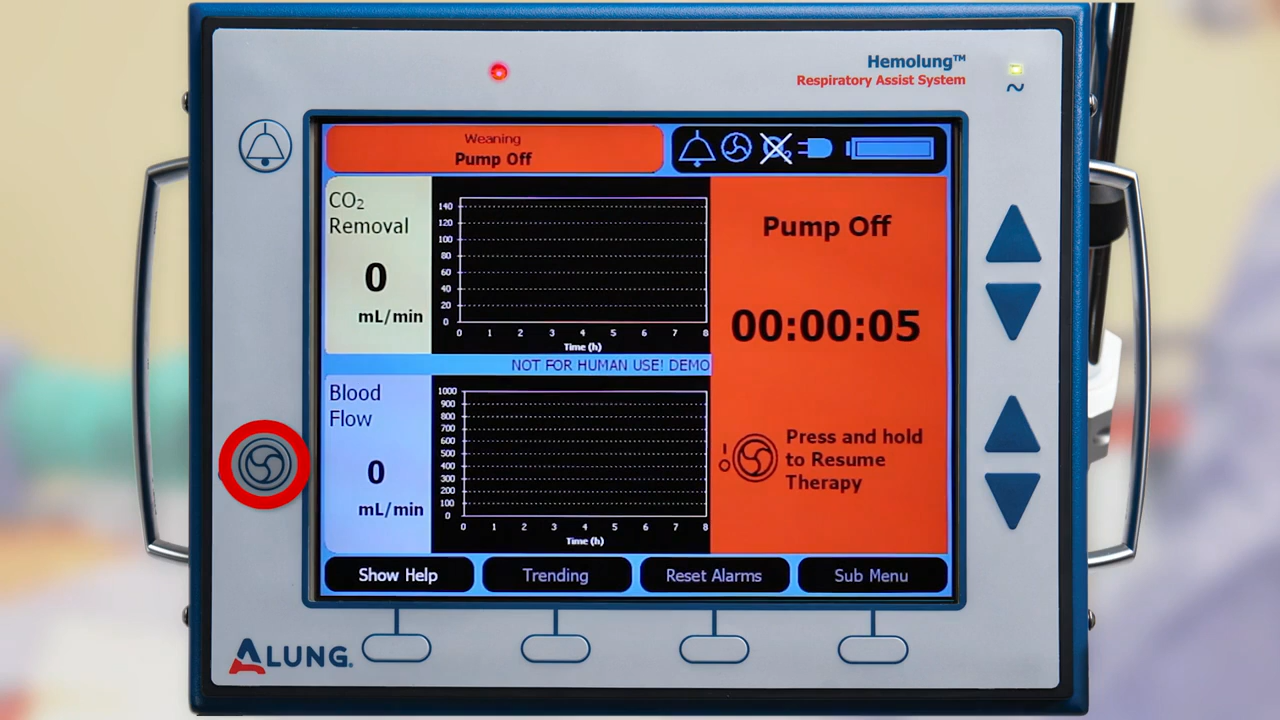 Hemolung™
Respiratory Assist System
Weaning
Pump Off
CO₂
Removal
0
mL/min
140
120
100
80
60
40
20
0
0 1 2 3 4 5 6 7 8
Time (h)
NOT FOR HUMAN USE! DEMO
Blood
Flow
0
mL/min
1000
900
800
700
600
500
400
300
200
100
0
0 1 2 3 4 5 6 7 8
Time (h)
Pump Off
00:00:05
Press and hold
to Resume
Therapy
Show Help
Trending
Reset Alarms
Sub Menu
ALUNG®